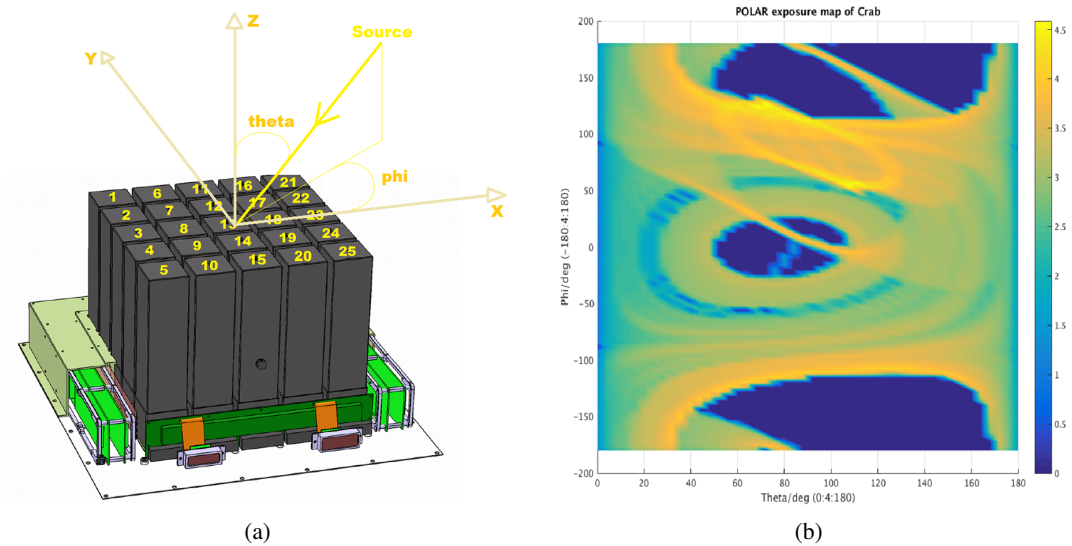 Z
Source
Y
theta
phi
X
1 6 11 16 21
2 7 12 17 22
3 8 13 18 23
4 9 14 19 24
5 10 15 20 25
(a)
POLAR exposure map of Crab
Phi/deg (-180:4:180)
200
150
100
50
0
-50
-100
-150
-200
0 20 40 60 80 100 120 140 160 180
Theta/deg (0:4:180)
4.5
4
3.5
3
2.5
2
1.5
1
0.5
0
(b)